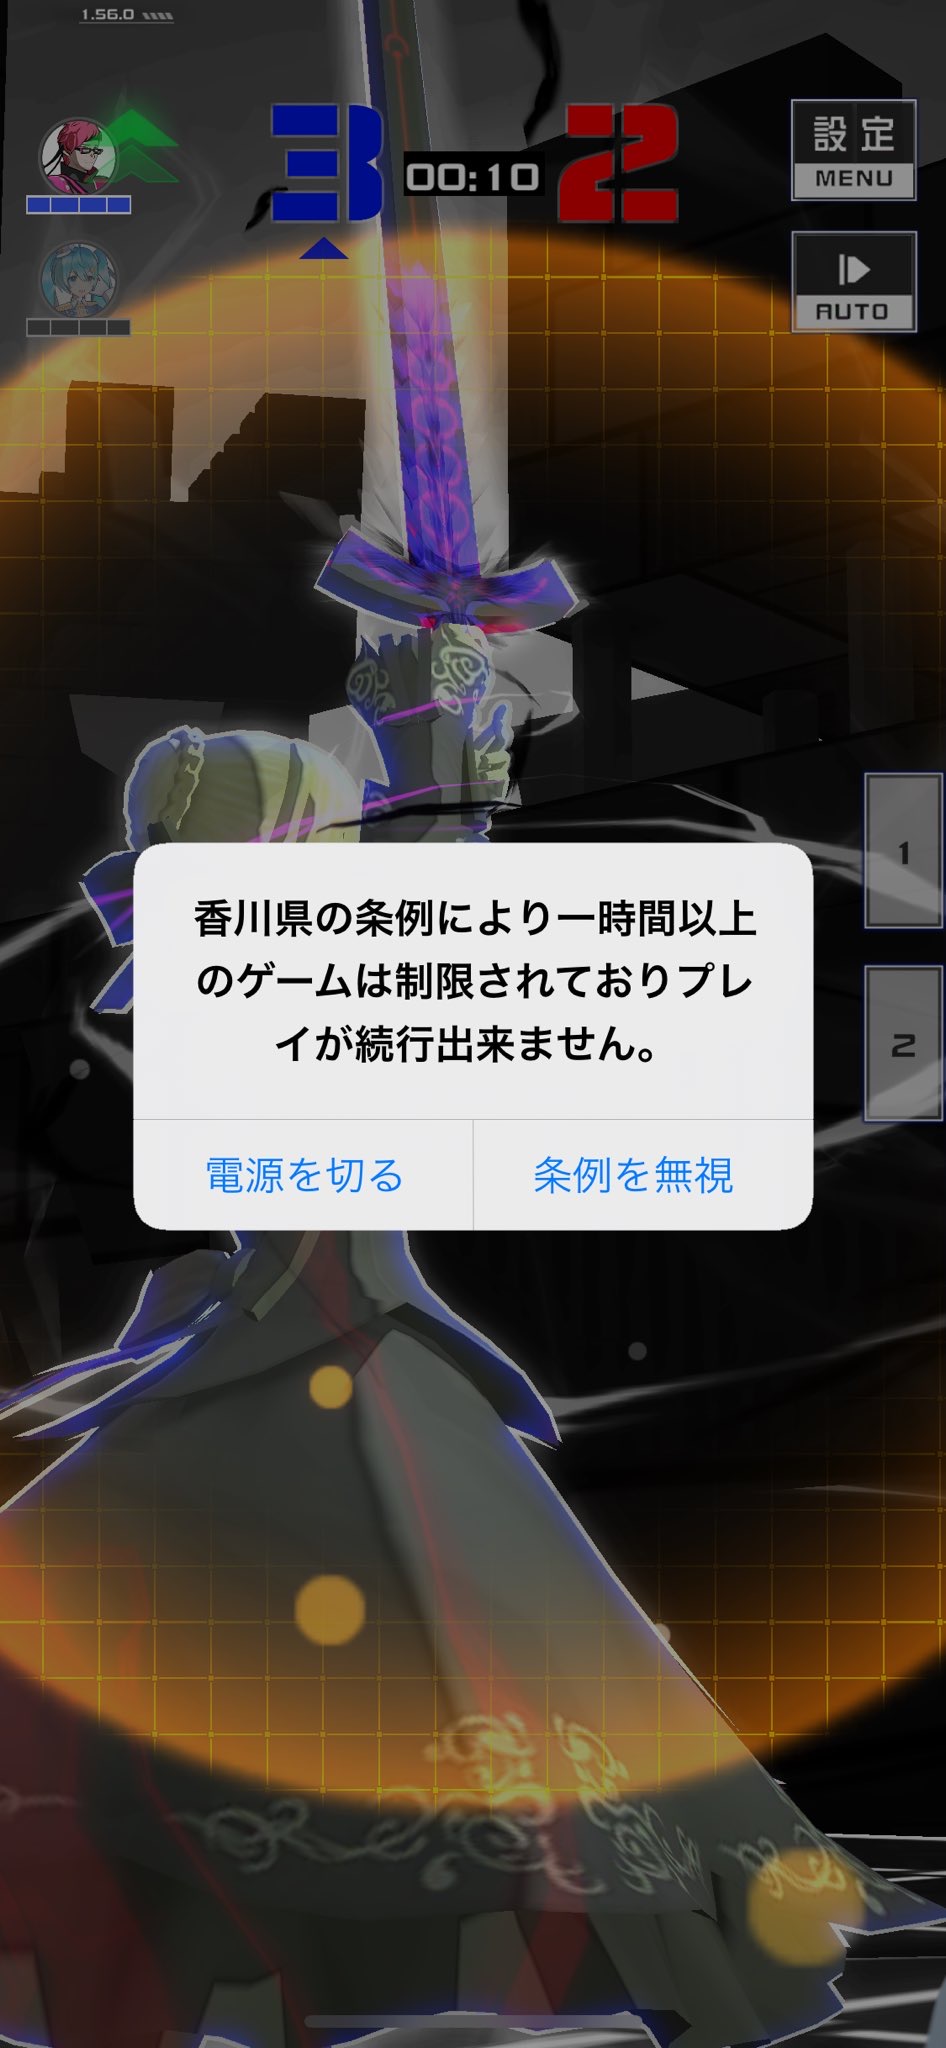 1.56.0
3
00:10
2
設定
MENU
AUTO
1
2
香川県の条例により一時間以上
のゲームは制限されておりプレ
イが続行出来ません。
電源を切る
条例を無視